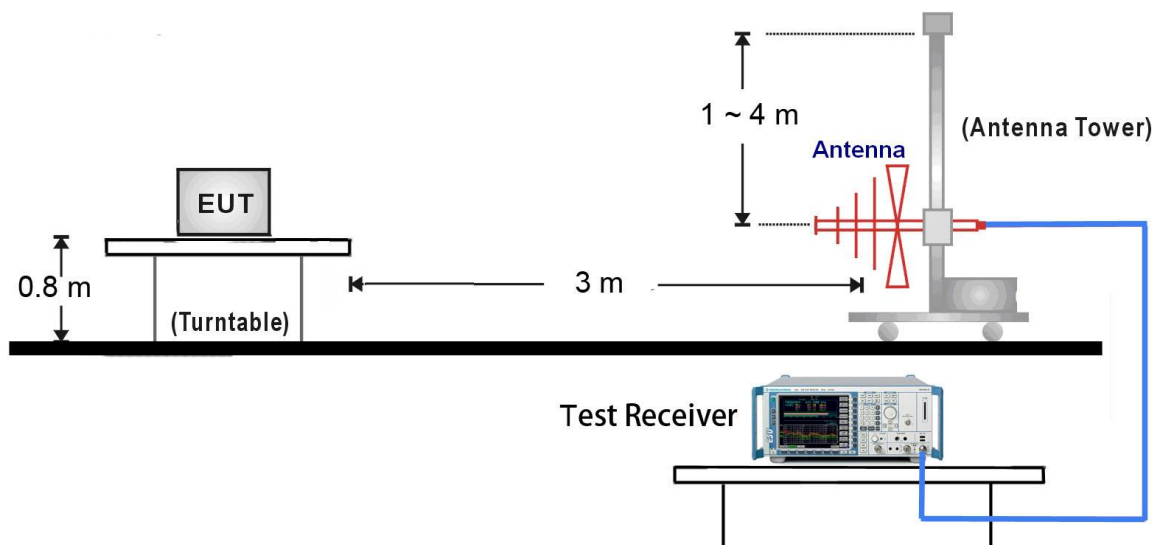 1 ~ 4 m
(Antenna Tower)
Antenna
EUT
0.8 m
3 m
(Turntable)
Test Receiver